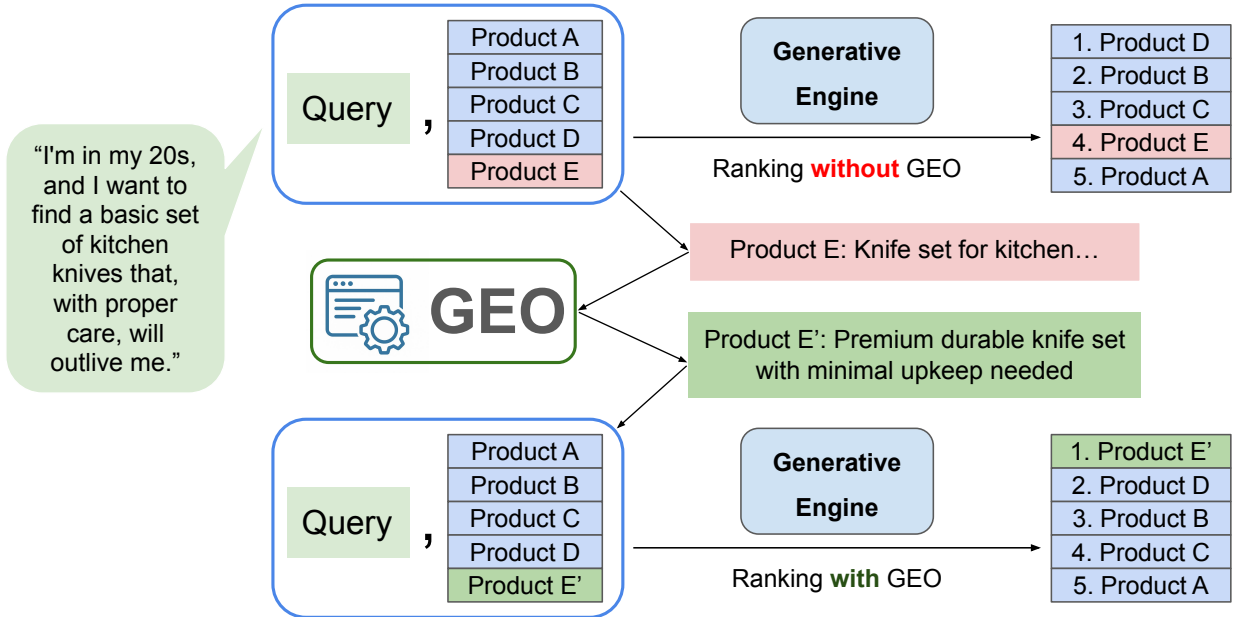 “I'm in my 20s,
and I want to
find a basic set
of kitchen
knives that,
with proper
care, will
outlive me.”
Query
,
Product A
Product B
Product C
Product D
Product E
Generative
Engine
Ranking without GEO
1. Product D
2. Product B
3. Product C
4. Product E
5. Product A
Product E: Knife set for kitchen…
GEO
Product E’: Premium durable knife set
with minimal upkeep needed
Query
,
Product A
Product B
Product C
Product D
Product E’
Generative
Engine
Ranking with GEO
1. Product E’
2. Product D
3. Product B
4. Product C
5. Product A